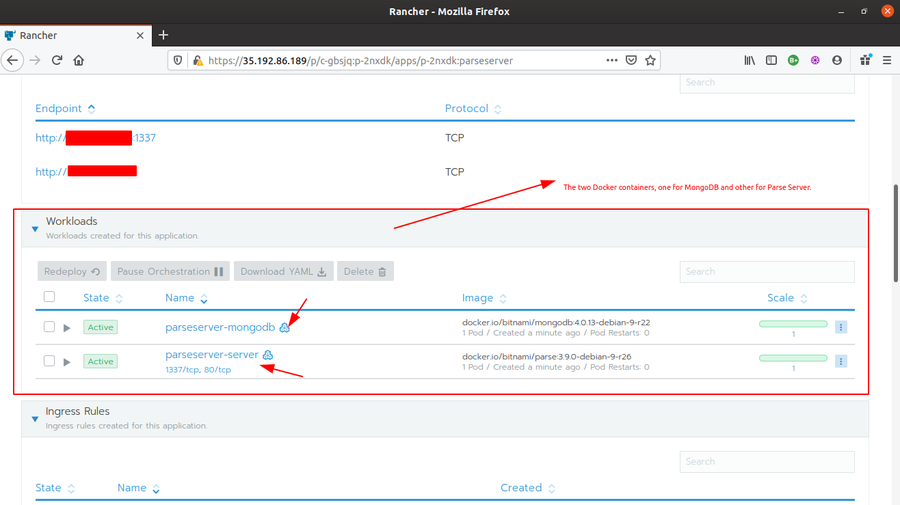 Rancher - Mozilla Firefox
Rancher
https://35.192.86.189/p/c-gbsjq:p-2nxdk/apps/p-2nxdk:parseserver
Search
Endpoint Protocol
http:// :1337 TCP
http:// TCP
The two Docker containers, one for MongoDB and other for Parse Server.
Workloads
Workloads created for this application.
Redeploy Pause Orchestration Download YAML Delete Search
State Name Image Scale
Active parseserver-mongodb docker.io/bitnami/mongodb:4.0.13-debian-9-r22
1 Pod / Created a minute ago / Pod Restarts: 0 1
Active parseserver-server docker.io/bitnami/parse:3.9.0-debian-9-r26
1337/tcp, 80/tcp 1 Pod / Created a minute ago / Pod Restarts: 0 1
Ingress Rules
Ingress rules created for this application.
Search
State Name Created